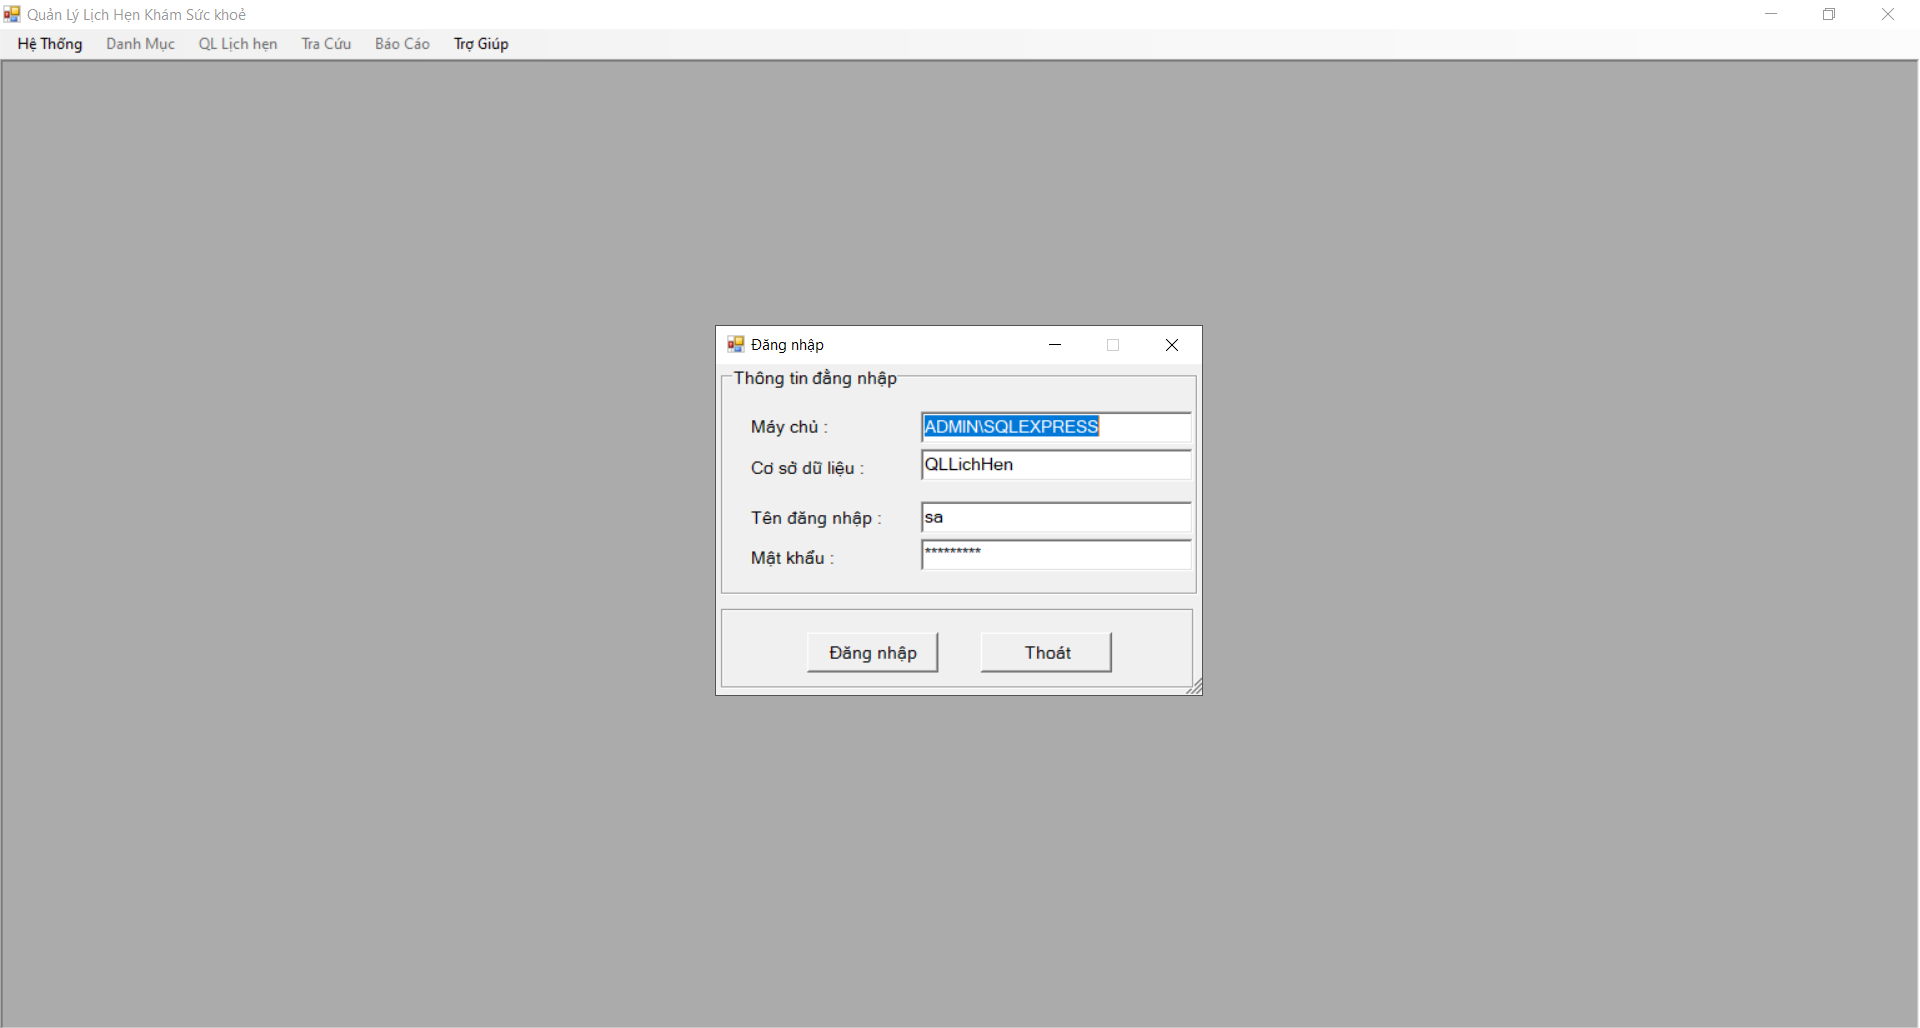 Quản Lý Lịch Hẹn Khám Sức khoẻ
Hệ Thống Danh Mục QL Lịch hẹn Tra Cứu Báo Cáo Trợ Giúp
Đăng nhập
Thông tin đằng nhập
Máy chủ : ADMIN\SQLEXPRESS
Cơ sở dữ liệu : QLLichHen
Tên đăng nhập : sa
Mật khẩu : *********
Đăng nhập Thoát